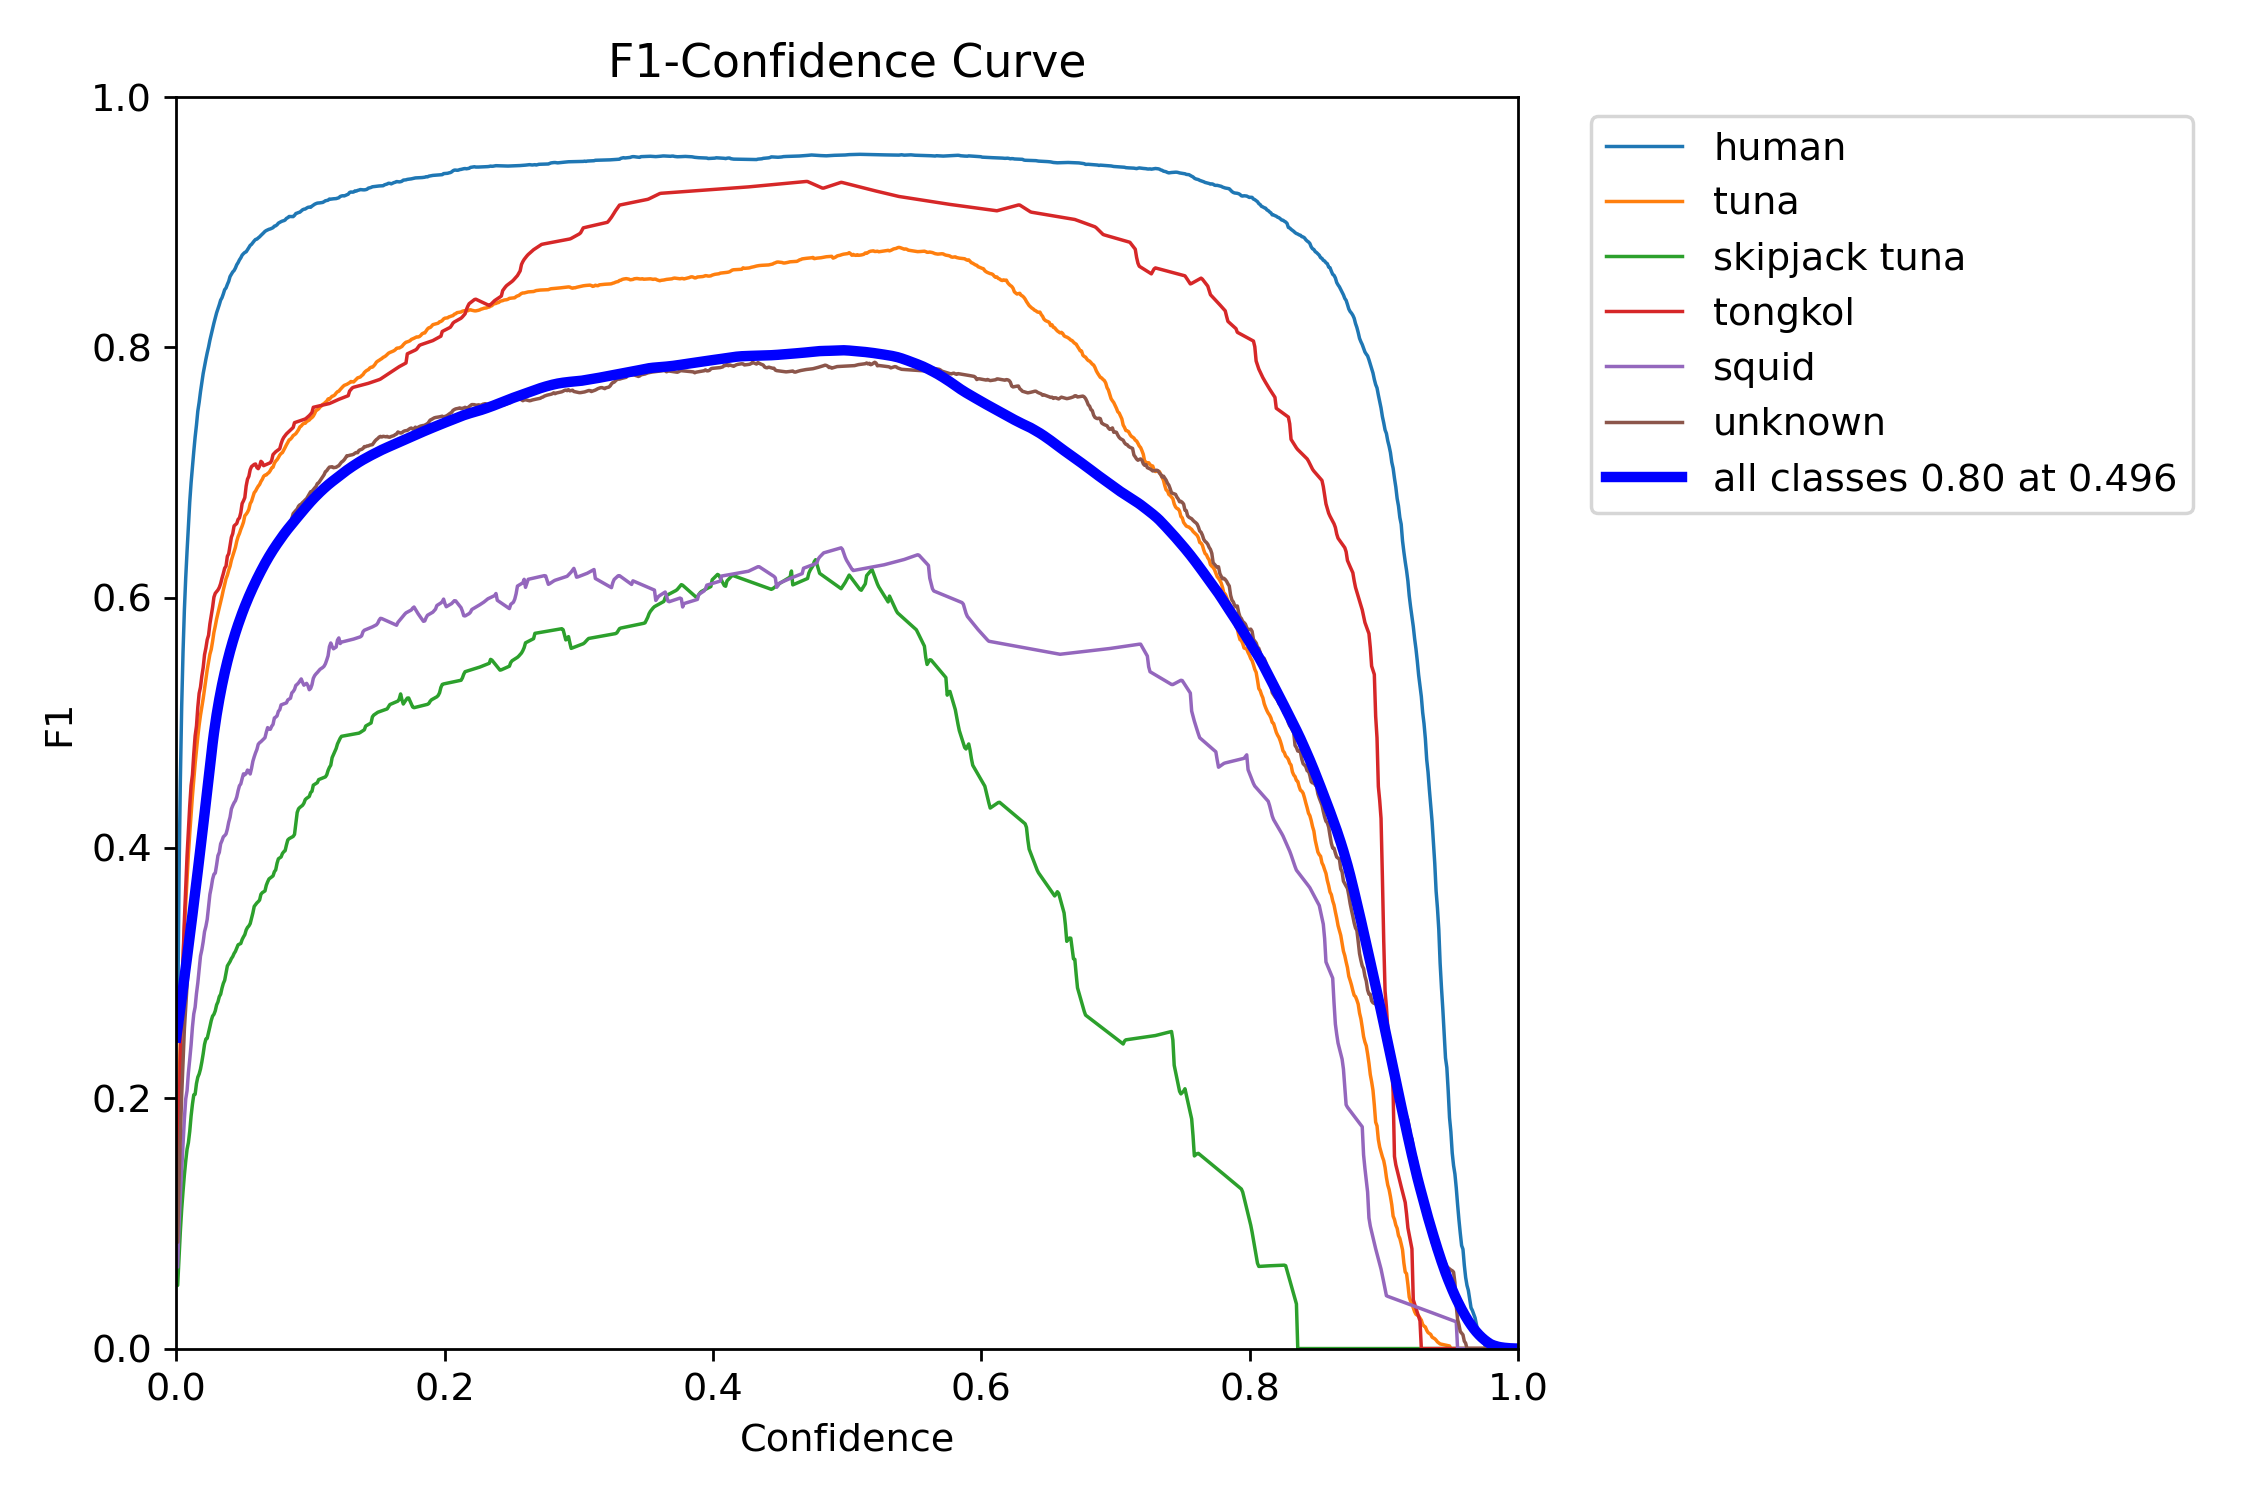 F1-Confidence Curve
1.0
0.8
0.6
0.4
0.2
0.0
F1
0.0 0.2 0.4 0.6 0.8 1.0
Confidence
human
tuna
skipjack tuna
tongkol
squid
unknown
all classes 0.80 at 0.496